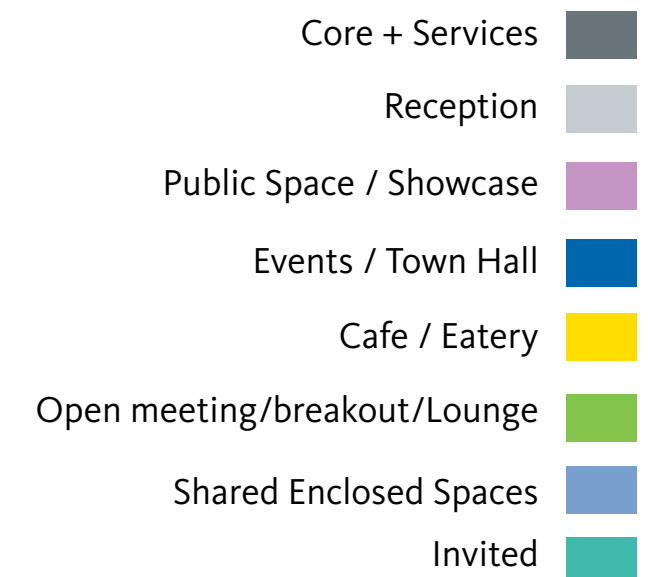 Core + Services
Reception
Public Space / Showcase
Events / Town Hall
Cafe / Eatery
Open meeting/breakout/Lounge
Shared Enclosed Spaces
Invited